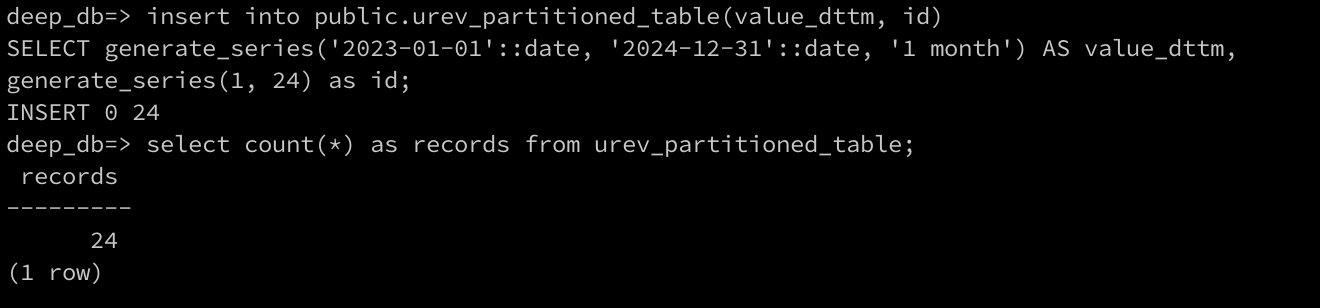 deep_db=> insert into public.urev_partitioned_table(value_dttm, id)
SELECT generate_series('2023-01-01'::date, '2024-12-31'::date, '1 month') AS value_dttm,
generate_series(1, 24) as id;
INSERT 0 24
deep_db=> select count(*) as records from urev_partitioned_table;
 records
---------
      24
(1 row)